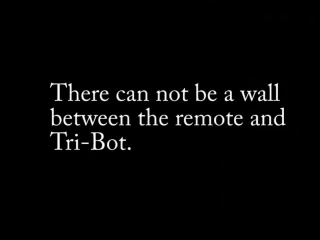 There can not be a wall
between the remote and
Tri-Bot.